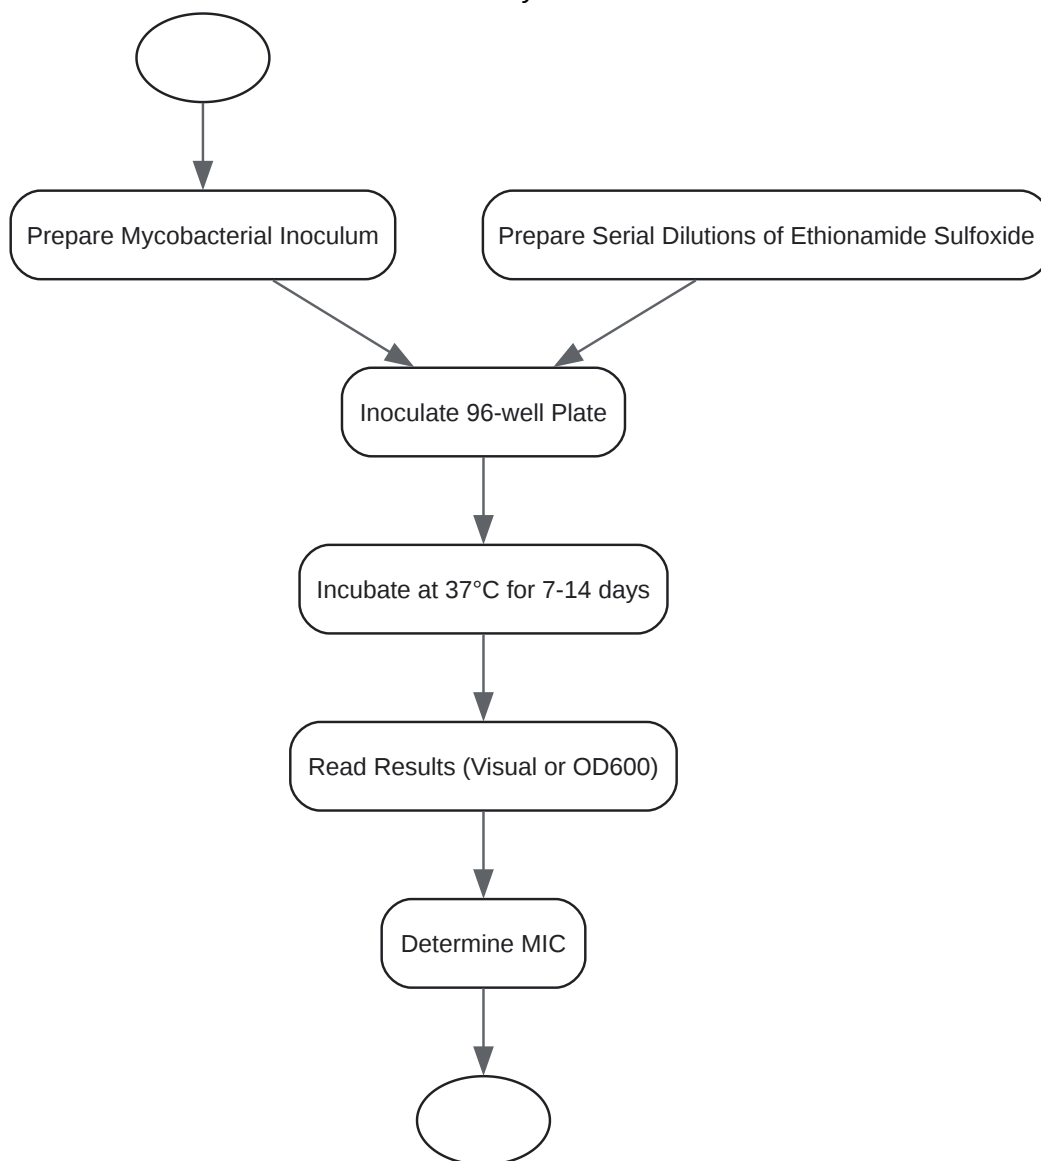 Prepare Mycobacterial Inoculum
Prepare Serial Dilutions of Ethionamide Sulfoxide
Inoculate 96-well Plate
Incubate at 37°C for 7-14 days
Read Results (Visual or OD600)
Determine MIC